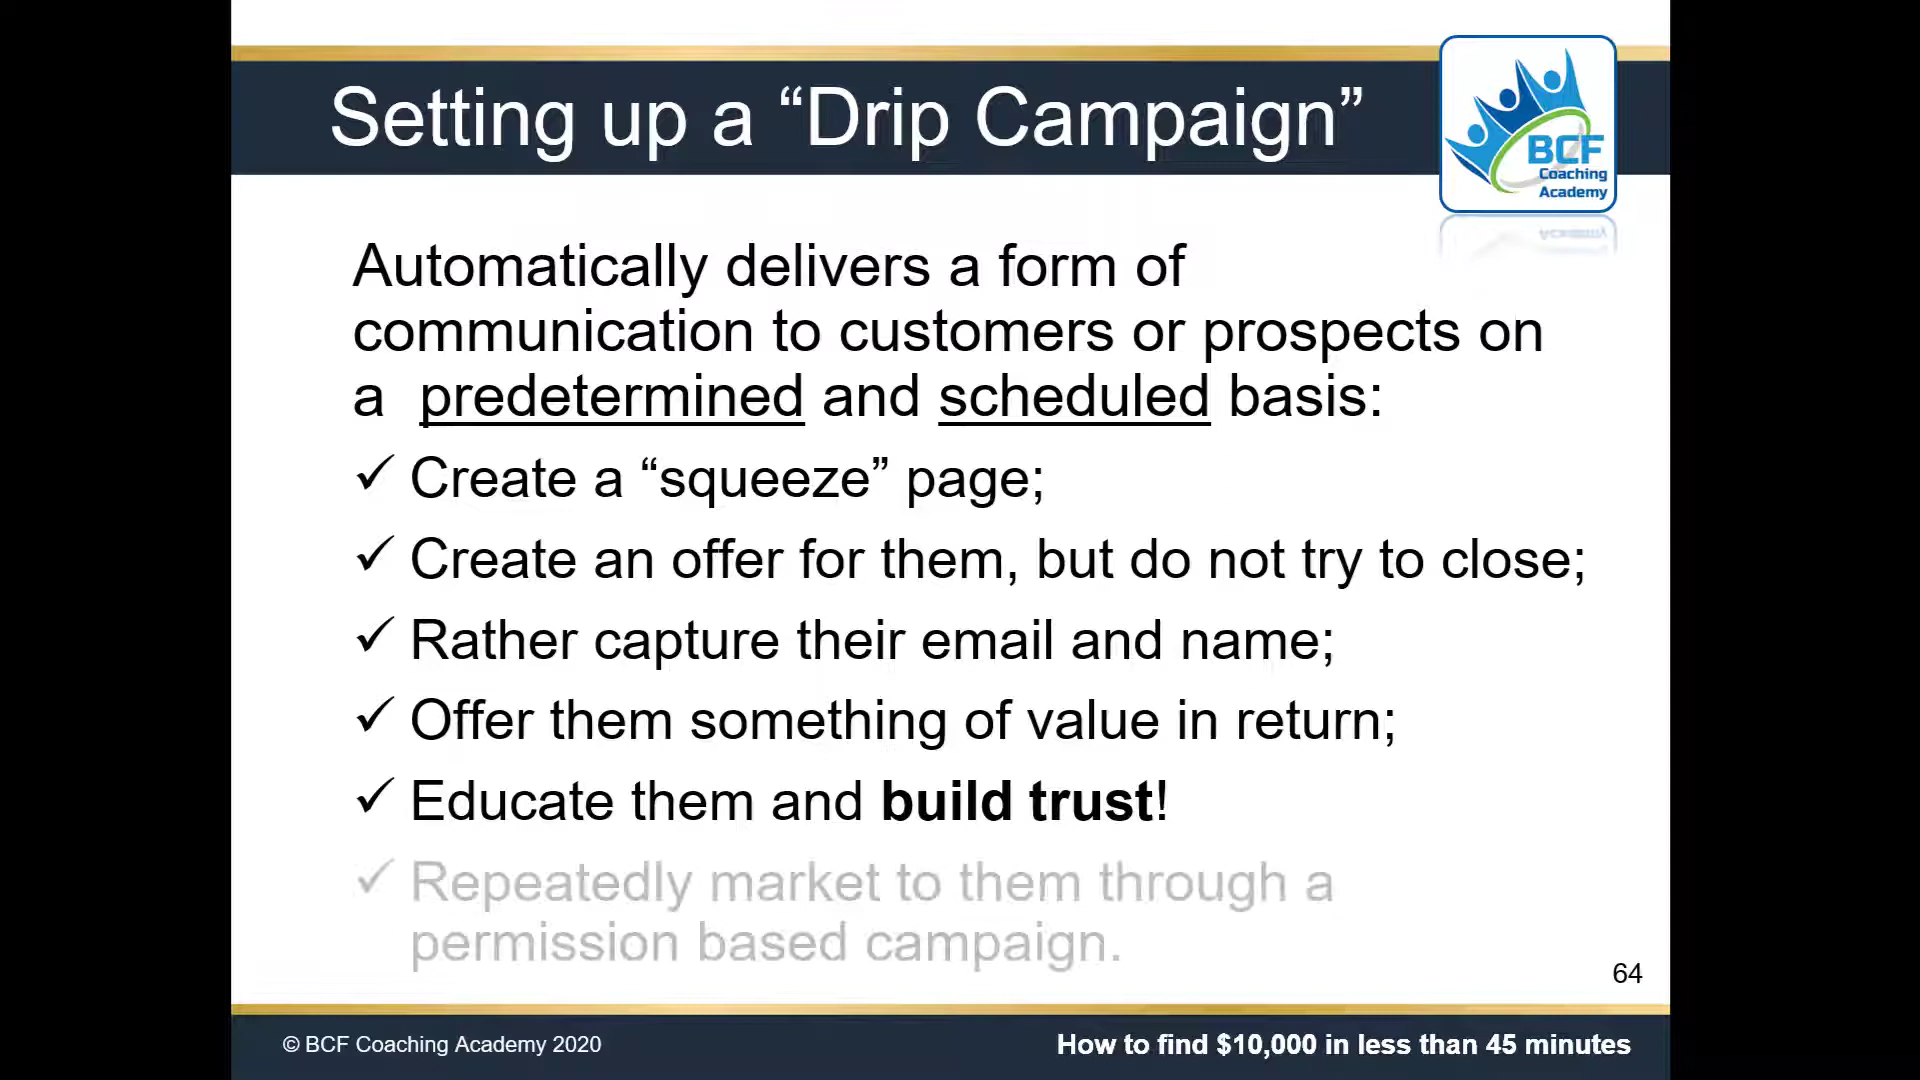 Setting up a “Drip Campaign”
BCF
Coaching
Academy
Automatically delivers a form of
communication to customers or prospects on
a predetermined and scheduled basis:
✓ Create a “squeeze” page;
✓ Create an offer for them, but do not try to close;
✓ Rather capture their email and name;
✓ Offer them something of value in return;
✓ Educate them and build trust!
✓ Repeatedly market to them through a
permission based campaign.
64
© BCF Coaching Academy 2020
How to find $10,000 in less than 45 minutes